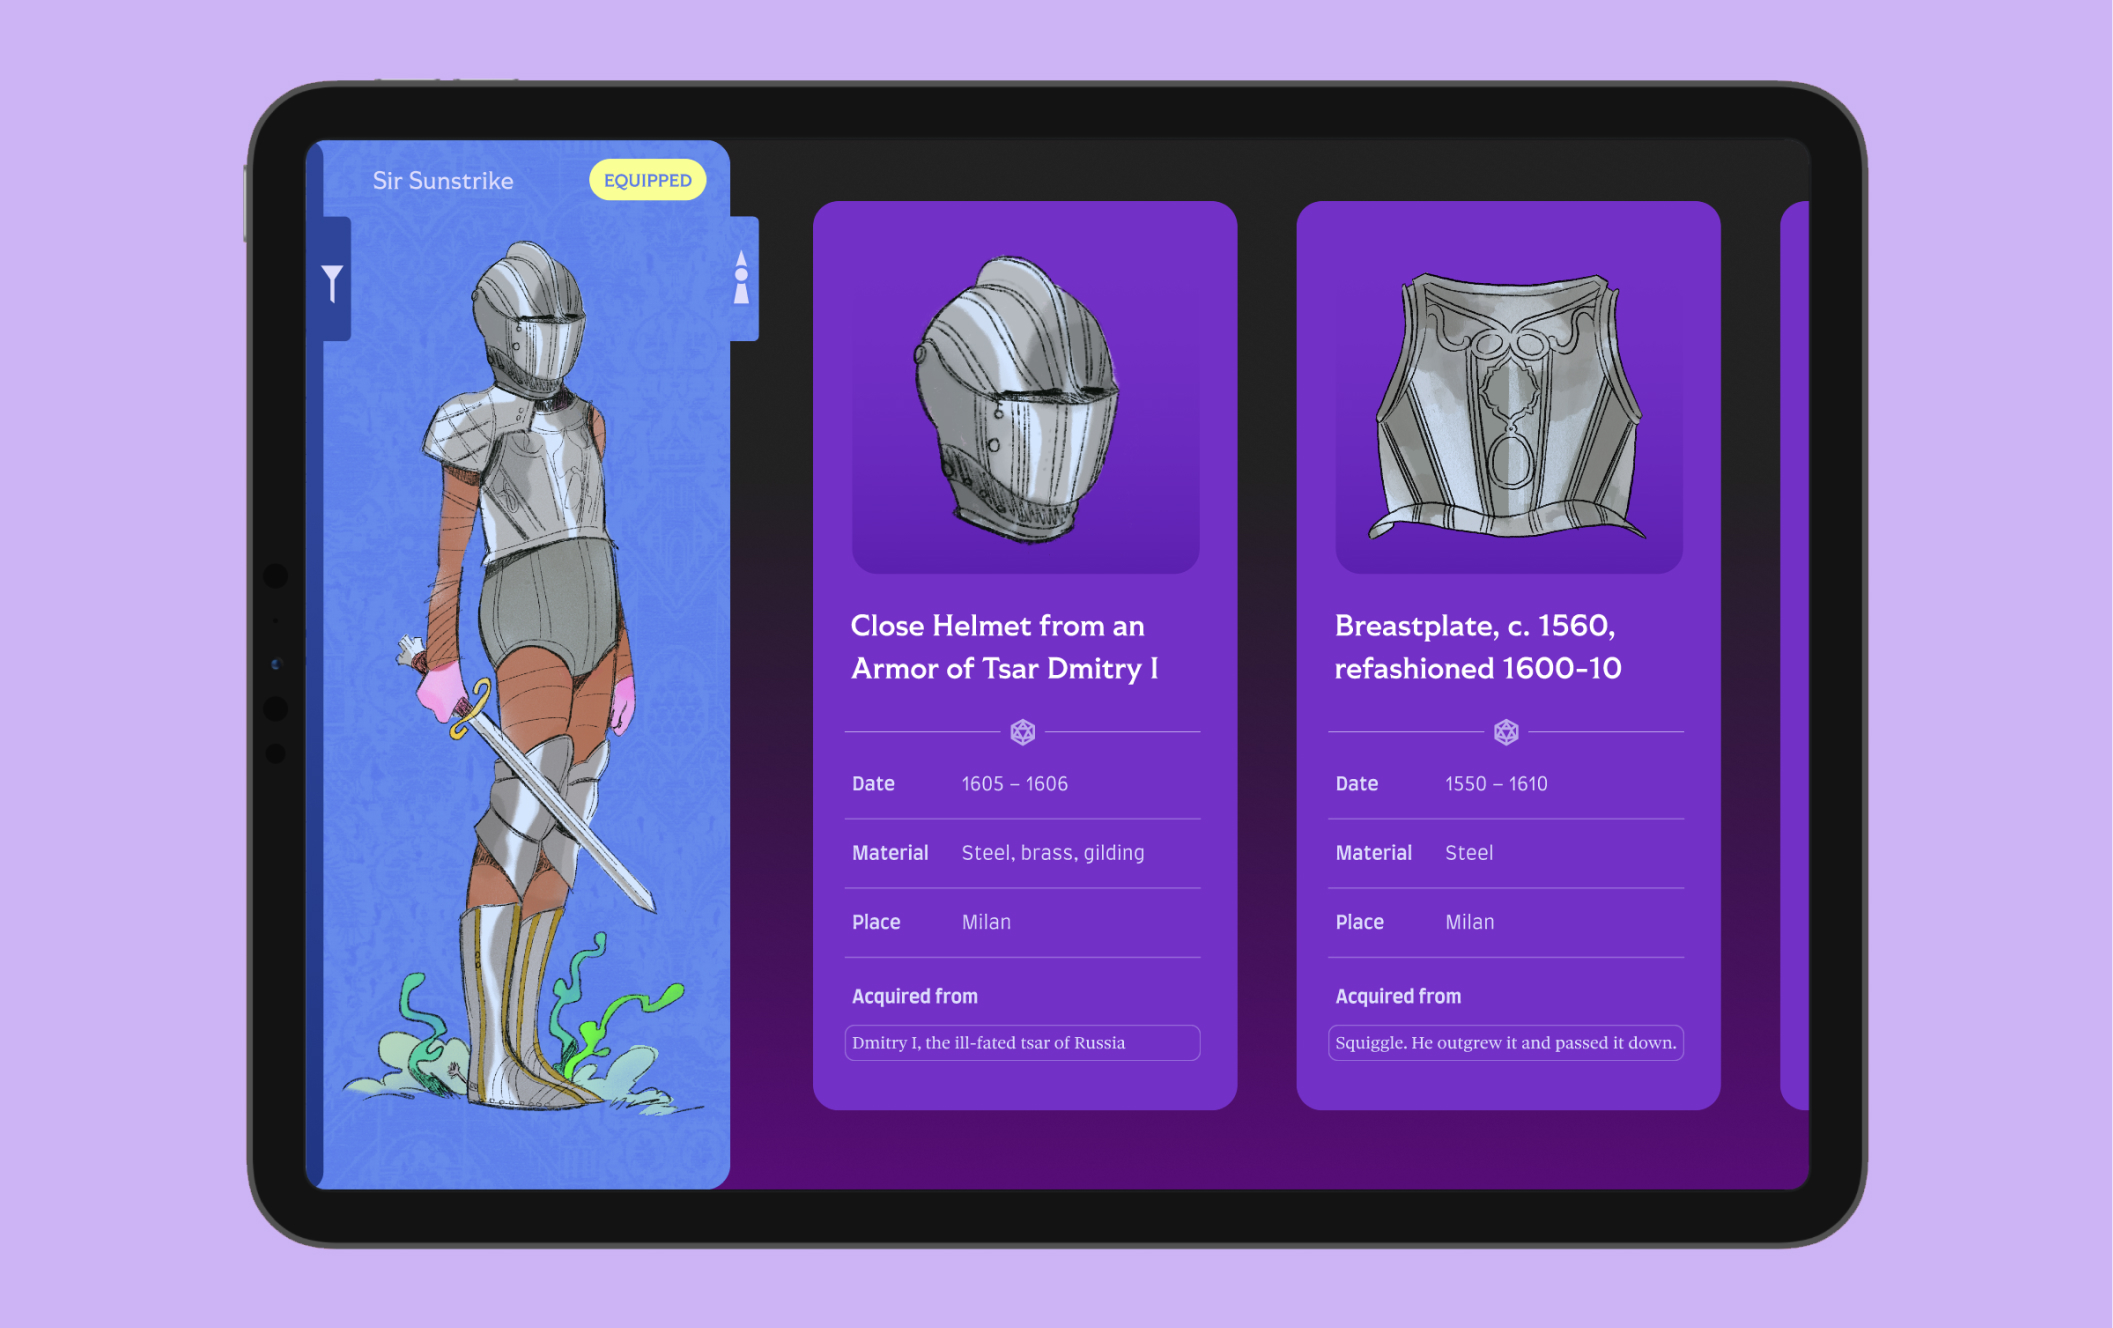 Sir Sunstrike
EQUIPPED
Close Helmet from an
Armor of Tsar Dmitry I
Date 1605 – 1606
Material Steel, brass, gilding
Place Milan
Acquired from
Dmitry I, the ill-fated tsar of Russia
Breastplate, c. 1560,
refashioned 1600-10
Date 1550 – 1610
Material Steel
Place Milan
Acquired from
Squiggle. He outgrew it and passed it down.